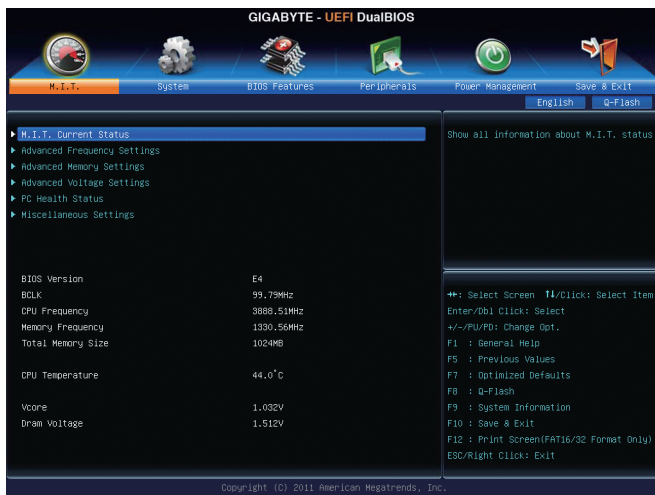 GIGABYTE - UEFI DualBIOS
M.I.T. System BIOS Features Peripherals Power Management Save & Exit
English Q-Flash
M.I.T. Current Status
Advanced Frequency Settings
Advanced Memory Settings
Advanced Voltage Settings
PC Health Status
Miscellaneous Settings
Show all information about M.I.T. status
BIOS Version E4
BCLK 99.79MHz
CPU Frequency 3888.51MHz
Memory Frequency 1330.56MHz
Total Memory Size 1024MB
CPU Temperature 44.0°C
Vcore 1.032V
Dram Voltage 1.512V
→←: Select Screen ↑↓/Click: Select Item
Enter/Dbl Click: Select
+/-/PU/PD: Change Opt.
F1 : General Help
F5 : Previous Values
F7 : Optimized Defaults
F8 : Q-Flash
F9 : System Information
F10 : Save & Exit
F12 : Print Screen(FAT16/32 Format Only)
ESC/Right Click: Exit
Copyright (C) 2011 American Megatrends, Inc.